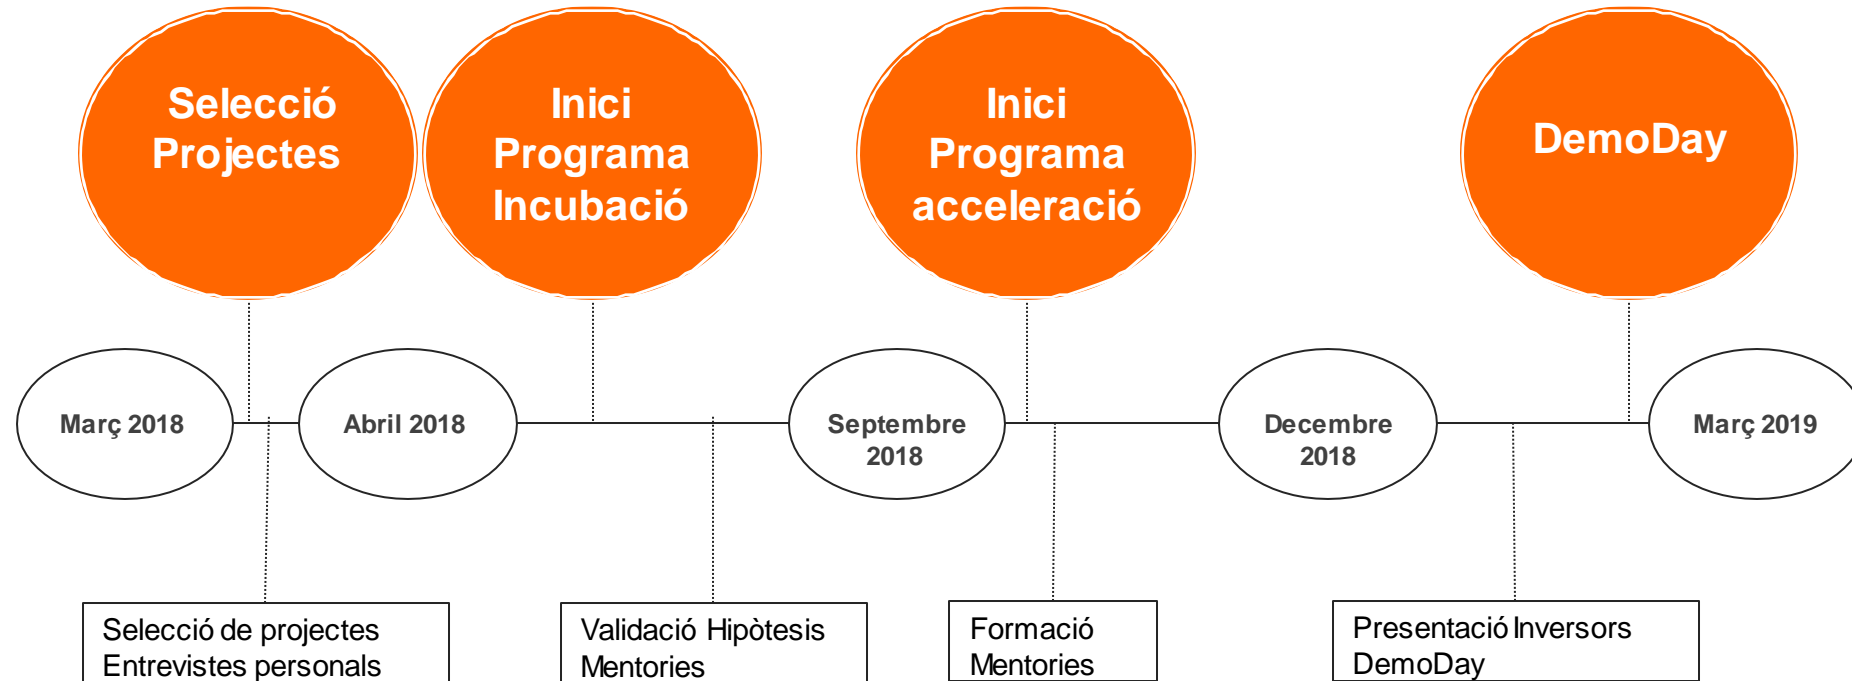 Selecció
Projectes
Inici
Programa
Incubació
Inici
Programa
acceleració
DemoDay
Març 2018
Abril 2018
Septembre
2018
Decembre
2018
Març 2019
Selecció de projectes
Entrevistes personals
Validació Hipòtesis
Mentories
Formació
Mentories
Presentació Inversors
DemoDay